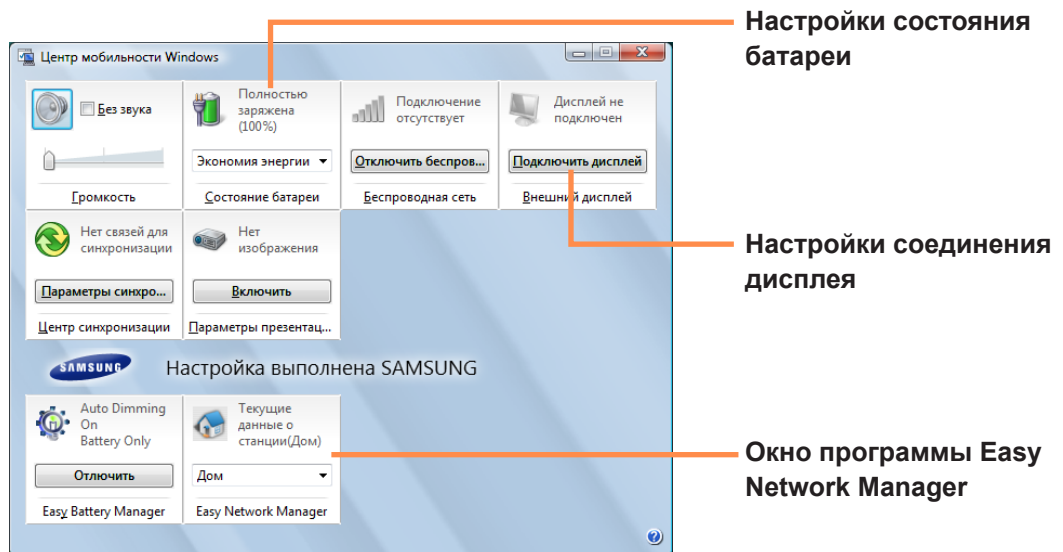 Настройки состояния
батареи
Центр мобильности Windows
Без звука
Громкость
Полностью
заряжена
(100%)
Экономия энергии
Состояние батареи
Подключение
отсутствует
Отключить беспров...
Беспроводная сеть
Дисплей не
подключен
Подключить дисплей
Внешний дисплей
Нет связей для
синхронизации
Параметры синхро...
Центр синхронизации
Нет
изображения
Включить
Параметры презентац...
Настройки соединения
дисплея
SAMSUNG
Настройка выполнена SAMSUNG
Auto Dimming
On
Battery Only
Отлючить
Easy Battery Manager
Текущие
данные о
станции(Дом)
Дом
Easy Network Manager
Окно программы Easy
Network Manager